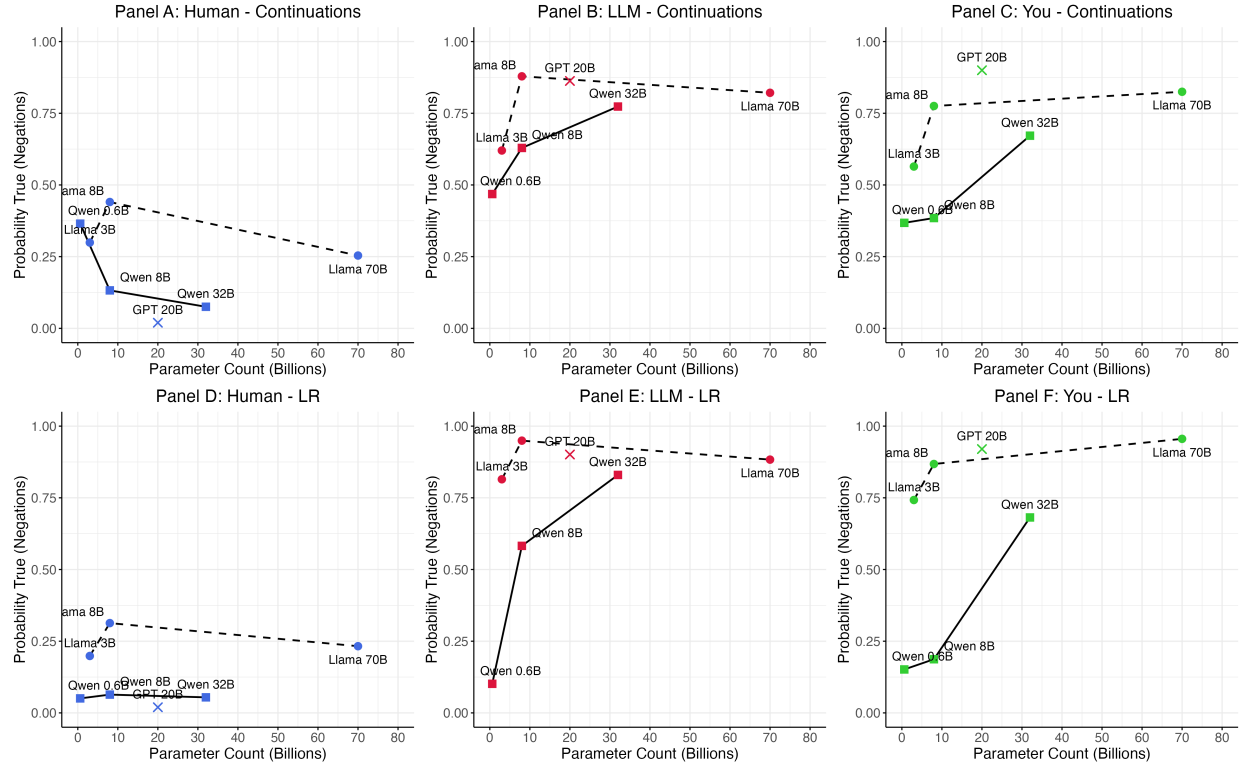 Panel A: Human - Continuations
Probability True (Negations)
1.00
0.75
0.50
0.25
0.00
ama 8B
Qwen 0.6B
Llama 3B
Qwen 8B
Qwen 32B
GPT 20B
Llama 70B
0 10 20 30 40 50 60 70 80
Parameter Count (Billions)
Panel B: LLM - Continuations
Probability True (Negations)
1.00
0.75
0.50
0.25
0.00
ama 8B
GPT 20B
Qwen 32B
Llama 70B
Llama 3B
Qwen 8B
Qwen 0.6B
0 10 20 30 40 50 60 70 80
Parameter Count (Billions)
Panel C: You - Continuations
Probability True (Negations)
1.00
0.75
0.50
0.25
0.00
GPT 20B
ama 8B
Llama 70B
Qwen 32B
Llama 3B
Qwen 0.6B
Qwen 8B
0 10 20 30 40 50 60 70 80
Parameter Count (Billions)
Panel D: Human - LR
Probability True (Negations)
1.00
0.75
0.50
0.25
0.00
ama 8B
Llama 3B
Llama 70B
Qwen 0.6B
Qwen 8B
Qwen 32B
GPT 20B
0 10 20 30 40 50 60 70 80
Parameter Count (Billions)
Panel E: LLM - LR
Probability True (Negations)
1.00
0.75
0.50
0.25
0.00
ama 8B
GPT 20B
Llama 3B
Qwen 32B
Llama 70B
Qwen 8B
Qwen 0.6B
0 10 20 30 40 50 60 70 80
Parameter Count (Billions)
Panel F: You - LR
Probability True (Negations)
1.00
0.75
0.50
0.25
0.00
GPT 20B
ama 8B
Llama 70B
Llama 3B
Qwen 32B
Qwen 8B
Qwen 0.6B
0 10 20 30 40 50 60 70 80
Parameter Count (Billions)